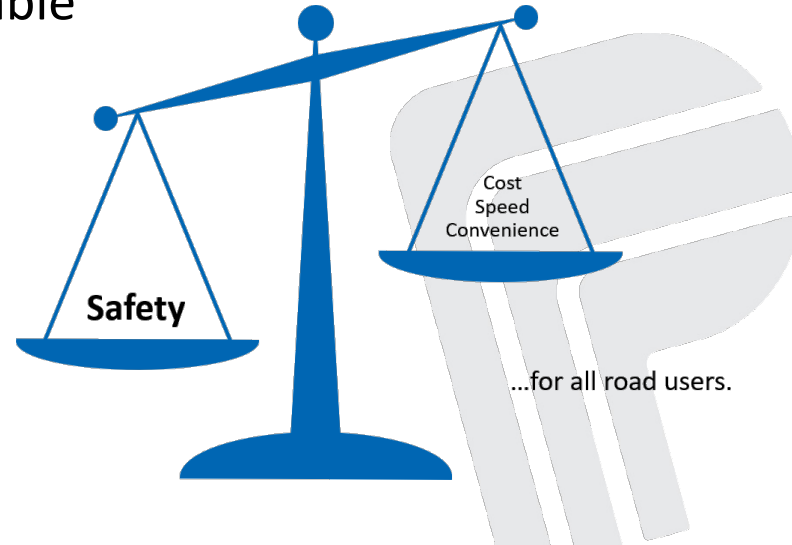 Cost
Speed
Convenience
Safety
...for all road users.